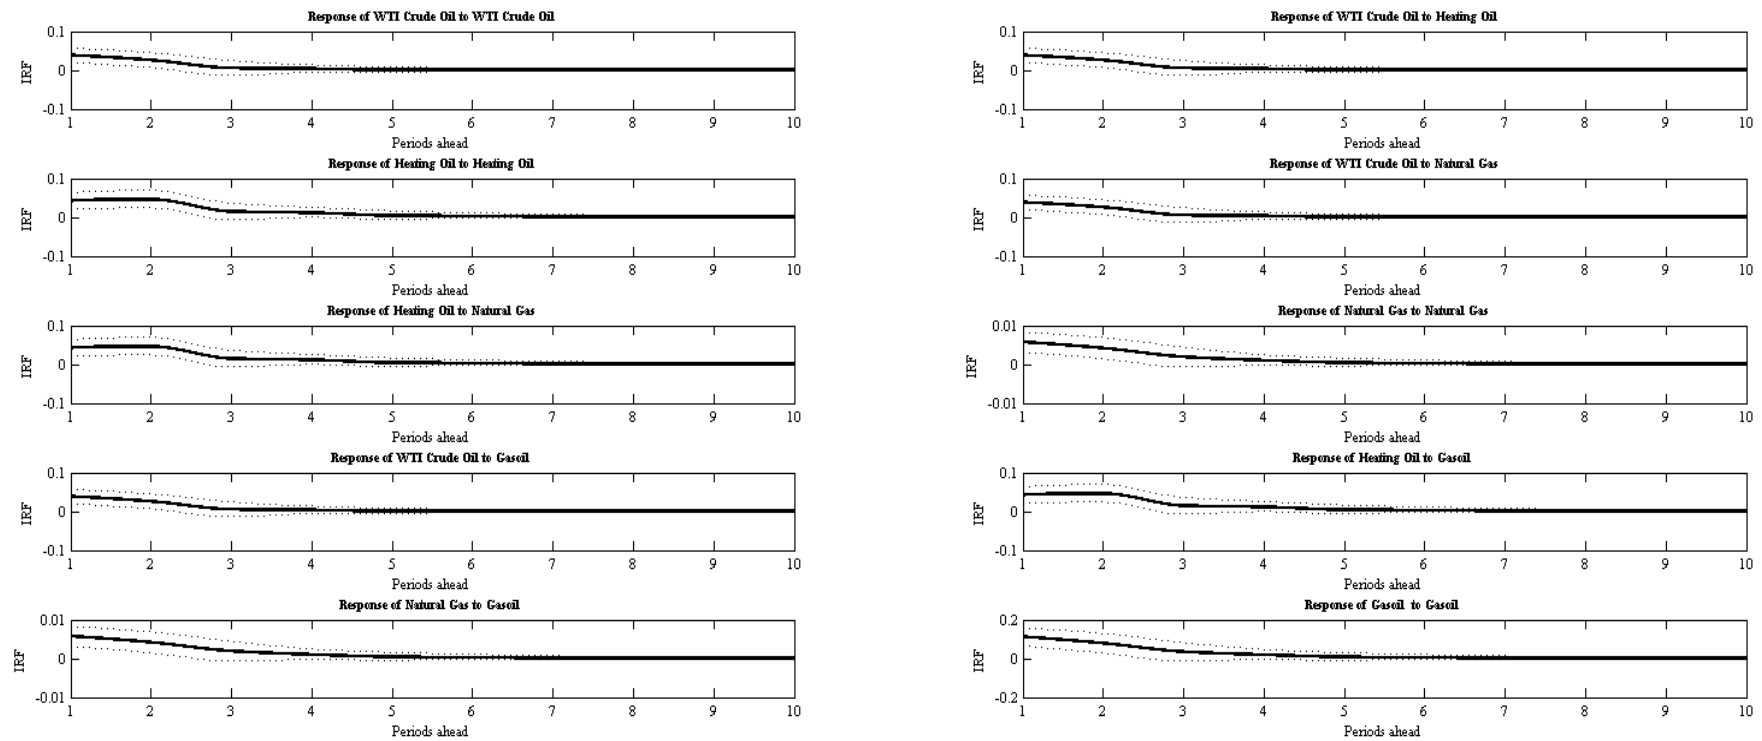 Response of WTI Crude Oil to WTI Crude Oil
0.1
0
-0.1
IRF
1 2 3 4 5 6 7 8 9 10
Periods ahead
Response of WTI Crude Oil to Heating Oil
0.1
0
-0.1
IRF
1 2 3 4 5 6 7 8 9 10
Periods ahead
Response of Heating Oil to Heating Oil
0.1
0
-0.1
IRF
1 2 3 4 5 6 7 8 9 10
Periods ahead
Response of WTI Crude Oil to Natural Gas
0.1
0
-0.1
IRF
1 2 3 4 5 6 7 8 9 10
Periods ahead
Response of Heating Oil to Natural Gas
0.1
0
-0.1
IRF
1 2 3 4 5 6 7 8 9 10
Periods ahead
Response of Natural Gas to Natural Gas
0.01
0
-0.01
IRF
1 2 3 4 5 6 7 8 9 10
Periods ahead
Response of WTI Crude Oil to Gasoil
0.1
0
-0.1
IRF
1 2 3 4 5 6 7 8 9 10
Periods ahead
Response of Heating Oil to Gasoil
0.1
0
-0.1
IRF
1 2 3 4 5 6 7 8 9 10
Periods ahead
Response of Natural Gas to Gasoil
0.01
0
-0.01
IRF
1 2 3 4 5 6 7 8 9 10
Periods ahead
Response of Gasoil to Gasoil
0.2
0
-0.2
IRF
1 2 3 4 5 6 7 8 9 10
Periods ahead